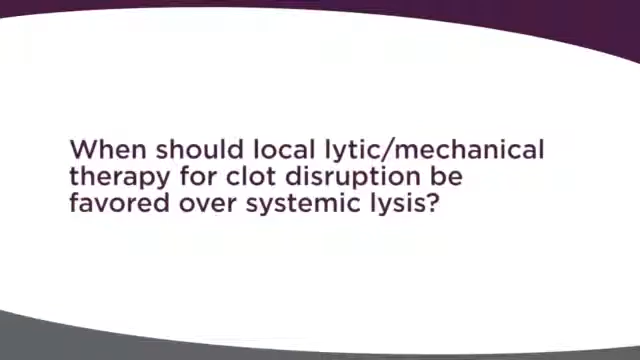 When should local lytic/mechanical
therapy for clot disruption be
favored over systemic lysis?